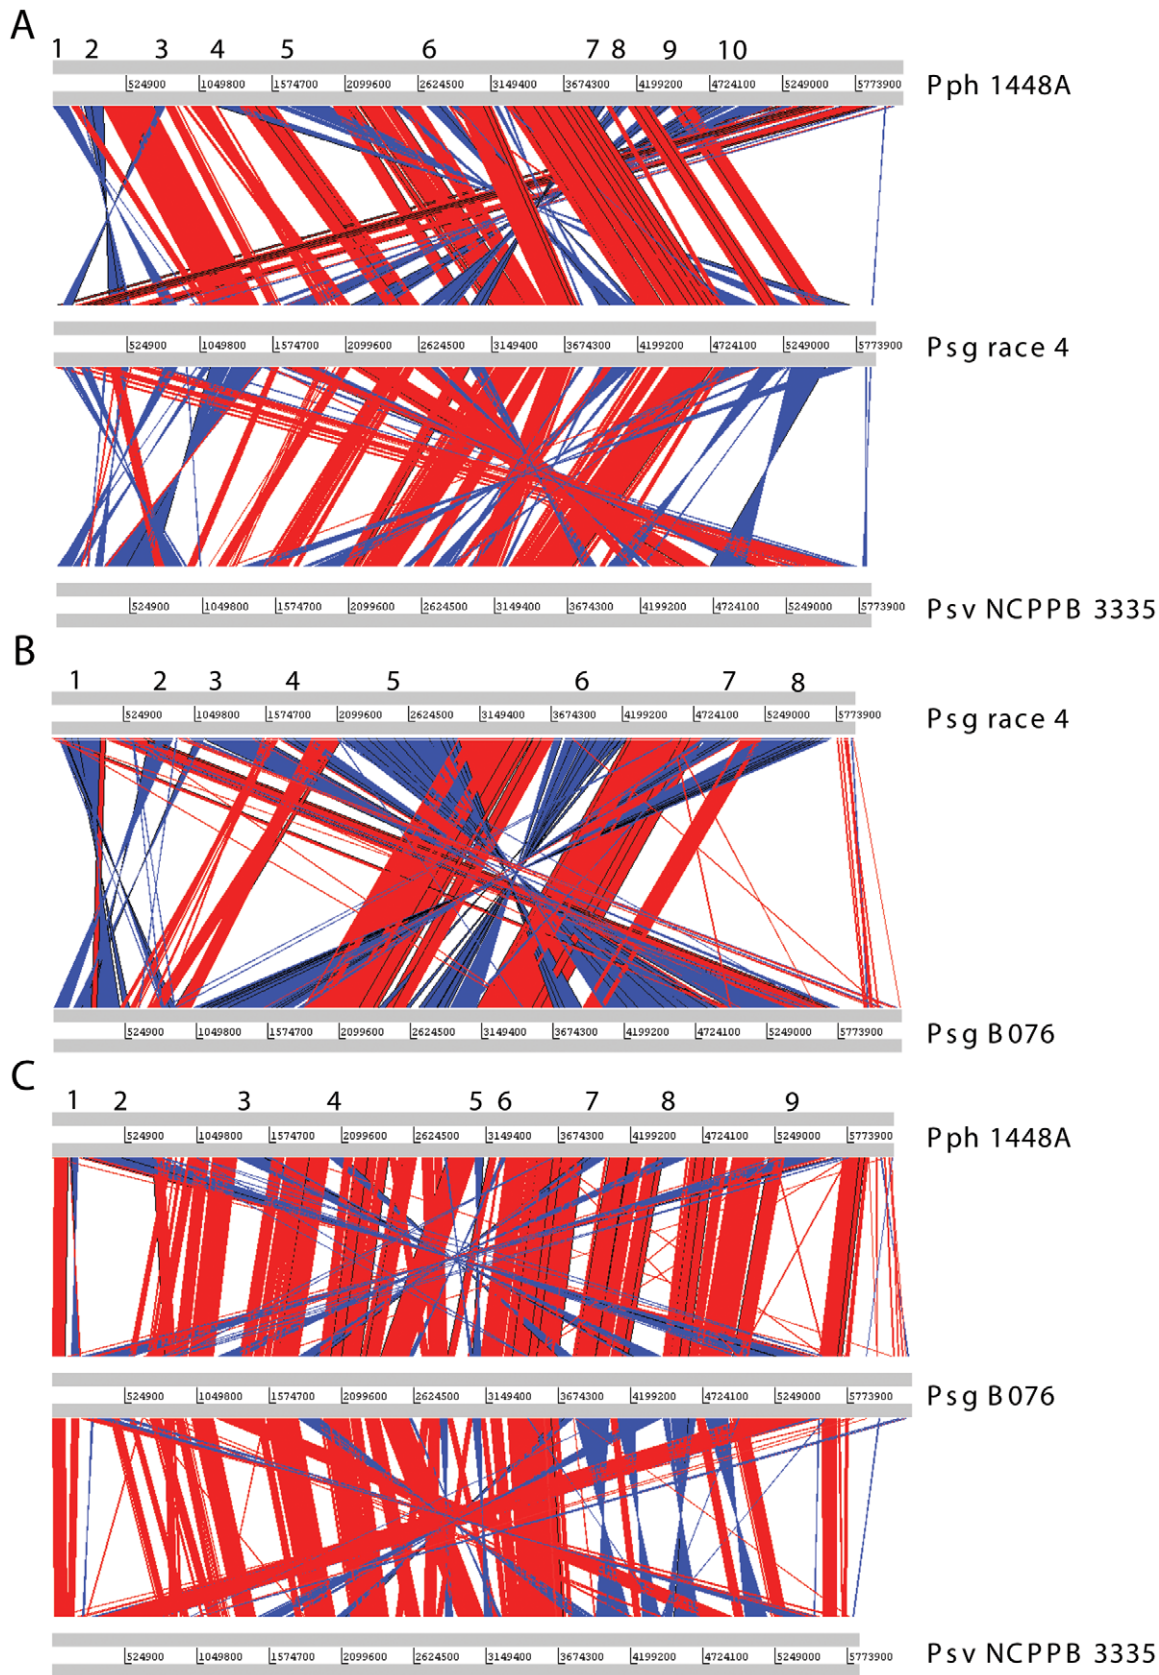 A
1 2 3 4 5 6 7 8 9 10
524900 1049800 1574700 2099600 2624500 3149400 3674300 4199200 4724100 5249000 5773900
Pph 1448A
524900 1049800 1574700 2099600 2624500 3149400 3674300 4199200 4724100 5249000 5773900
Psg race 4
524900 1049800 1574700 2099600 2624500 3149400 3674300 4199200 4724100 5249000 5773900
Psv NCPPB 3335
B
1 2 3 4 5 6 7 8
524900 1049800 1574700 2099600 2624500 3149400 3674300 4199200 4724100 5249000 5773900
Psg race 4
524900 1049800 1574700 2099600 2624500 3149400 3674300 4199200 4724100 5249000 5773900
Psg B076
C
1 2 3 4 5 6 7 8 9
524900 1049800 1574700 2099600 2624500 3149400 3674300 4199200 4724100 5249000 5773900
Pph 1448A
524900 1049800 1574700 2099600 2624500 3149400 3674300 4199200 4724100 5249000 5773900
Psg B076
524900 1049800 1574700 2099600 2624500 3149400 3674300 4199200 4724100 5249000 5773900
Psv NCPPB 3335